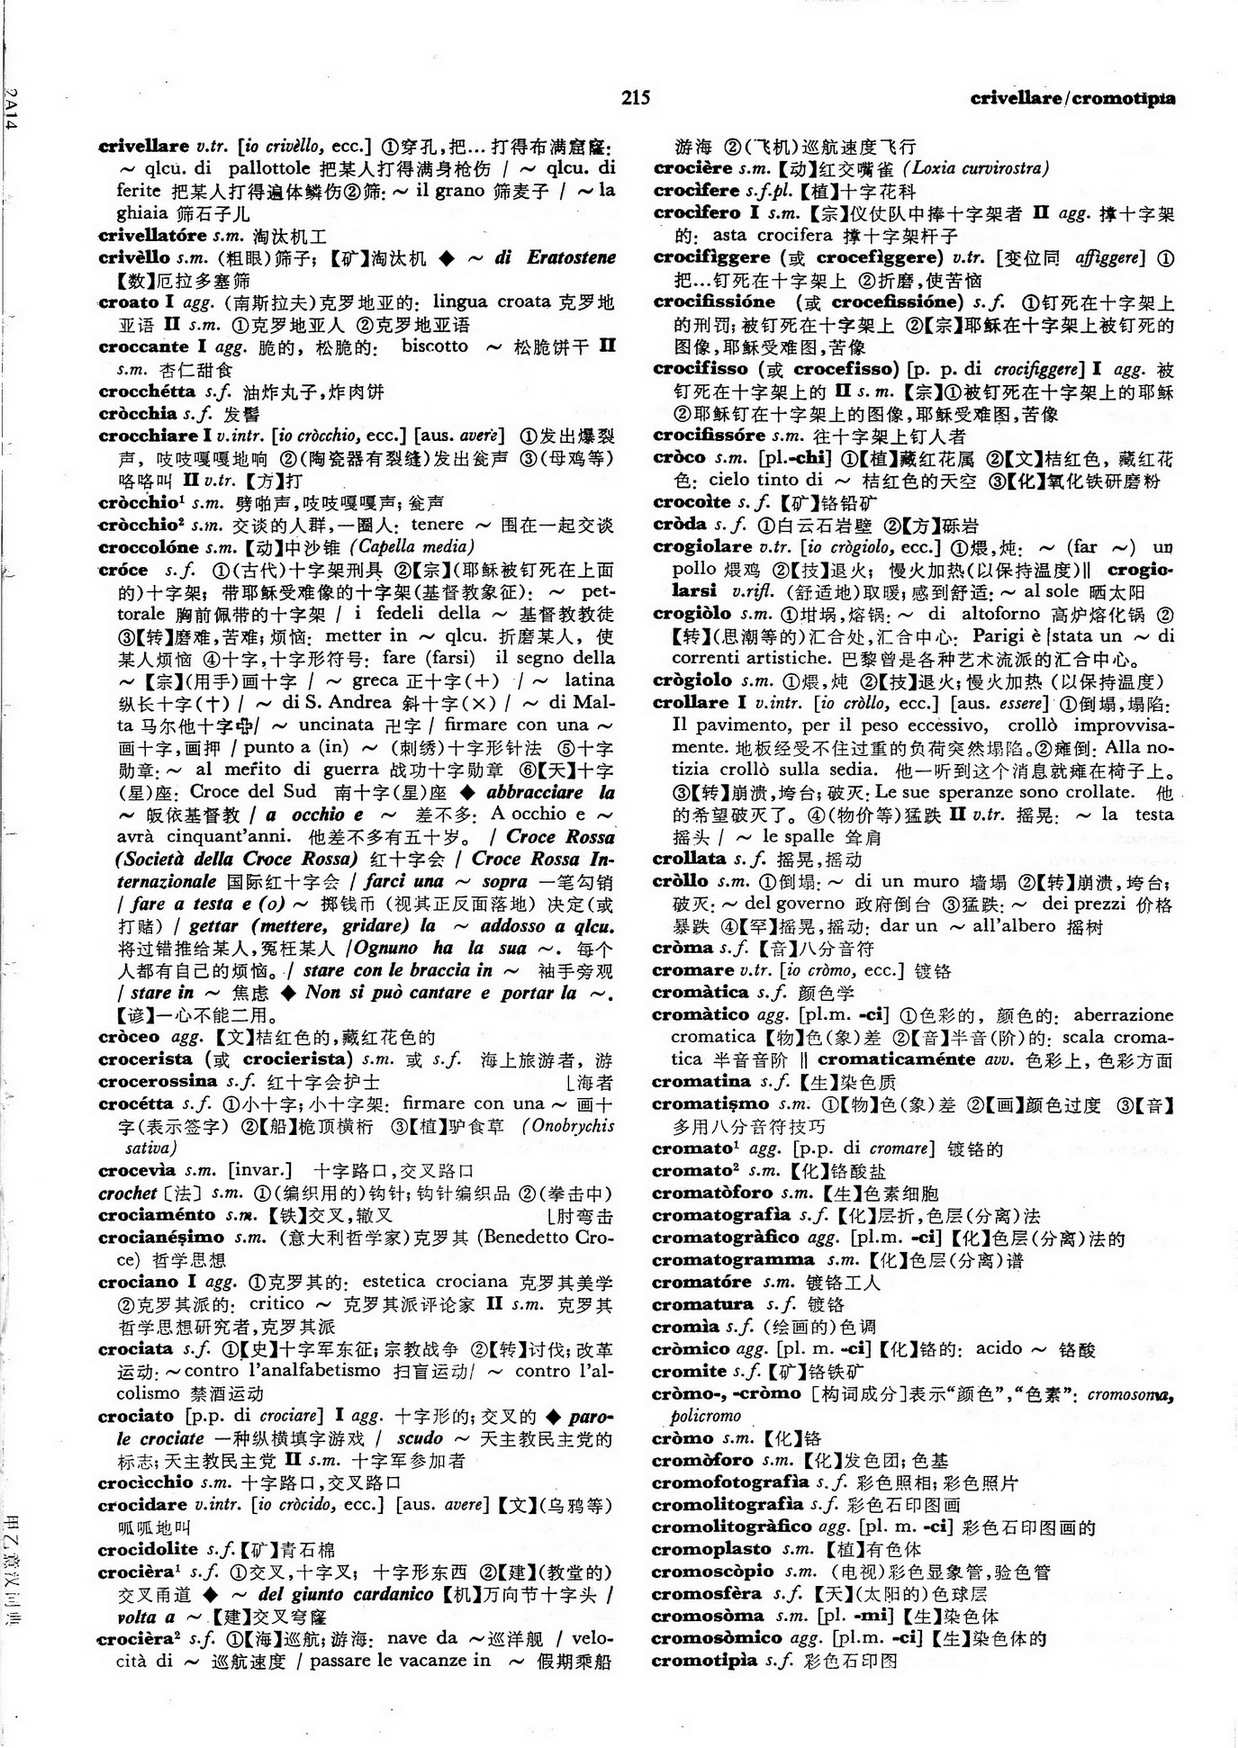 2A14
215
crivellare/cromotipia
crivellare v.tr. [io crivèllo, ecc.] ①穿孔,把…打得布满窟窿:
～ qlcu. di pallottole 把某人打得满身枪伤 / ～ qlcu. di
ferite 把某人打得遍体鳞伤②筛: ～ il grano 筛麦子 / ～ la
ghiaia 筛石子儿
crivellatóre s.m. 淘汰机工
crivèllo s.m. (粗眼)筛子; 【矿】淘汰机 ◆ ～ di Eratostene
【数】厄拉多塞筛
croato I agg. (南斯拉夫)克罗地亚的: lingua croata 克罗地
亚语 II s.m. ①克罗地亚人 ②克罗地亚语
croccante I agg. 脆的, 松脆的: biscotto ～ 松脆饼干 II
s.m. 杏仁甜食
crocchétta s.f. 油炸丸子,炸肉饼
cròcchia s.f. 发髻
crocchiare I v.intr. [io cròcchio, ecc.] [aus. avere] ①发出爆裂
声, 吱吱嘎嘎地响 ②(陶瓷器有裂缝)发出瓮声 ③(母鸡等)
咯咯叫 II v.tr. 【方】打
cròcchio¹ s.m. 劈啪声,吱吱嘎嘎声; 瓮声
cròcchio² s.m. 交谈的人群,一圈人: tenere ～ 围在一起交谈
croccolóne s.m. 【动】中沙锥 (Capella media)
cróce s.f. ①(古代)十字架刑具 ②【宗】(耶稣被钉死在上面
的)十字架; 带耶稣受难像的十字架(基督教象征): ～ pet-
torale 胸前佩带的十字架 / i fedeli della ～ 基督教教徒
③【转】磨难,苦难; 烦恼: metter in ～ qlcu. 折磨某人, 使
某人烦恼 ④十字,十字形符号: fare (farsi) il segno della
～ 【宗】(用手)画十字 / ～ greca 正十字(+) / ～ latina
纵长十字(†) / ～ di S. Andrea 斜十字(×) / ～ di Mal-
ta 马尔他十字✠/ ～ uncinata 卍字 / firmare con una ～
画十字,画押 / punto a (in) ～ (刺绣)十字形针法 ⑤十字
勋章: ～ al merito di guerra 战功十字勋章 ⑥【天】十字
(星)座: Croce del Sud 南十字(星)座 ◆ abbracciare la
～ 皈依基督教 / a occhio e ～ 差不多: A occhio e ～
avrà cinquant'anni. 他差不多有五十岁。 / Croce Rossa
(Società della Croce Rossa) 红十字会 / Croce Rossa In-
ternazionale 国际红十字会 / farci una ～ sopra 一笔勾销
/ fare a testa e (o) ～ 掷钱币 (视其正反面落地) 决定(或
打赌) / gettar (mettere, gridare) la ～ addosso a qlcu.
将过错推给某人,冤枉某人 /Ognuno ha la sua ～. 每个
人都有自己的烦恼。/ stare con le braccia in ～ 袖手旁观
/ stare in ～ 焦虑 ◆ Non si può cantare e portar la ～.
【谚】一心不能二用。
cròceo agg. 【文】桔红色的,藏红花色的
crocerista (或 crocierista) s.m. 或 s.f. 海上旅游者, 游
crocerossina s.f. 红十字会护士 ⌊海者
crocétta s.f. ①小十字; 小十字架: firmare con una ～ 画十
字(表示签字) ②【船】桅顶横桁 ③【植】驴食草 (Onobrychis
sativa)
crocevìa s.m. [invar.] 十字路口,交叉路口
crochet〔法〕s.m. ①(编织用的)钩针; 钩针编织品 ②(拳击中)
crociaménto s.m. 【铁】交叉,辙叉 ⌊肘弯击
crocianéṣimo s.m. (意大利哲学家)克罗其 (Benedetto Cro-
ce) 哲学思想
crociano I agg. ①克罗其的: estetica crociana 克罗其美学
②克罗其派的: critico ～ 克罗其派评论家 II s.m. 克罗其
哲学思想研究者,克罗其派
crociata s.f. ①【史】十字军东征; 宗教战争 ②【转】讨伐; 改革
运动: ～contro l'analfabetismo 扫盲运动/ ～ contro l'al-
colismo 禁酒运动
crociato [p.p. di crociare] I agg. 十字形的; 交叉的 ◆ paro-
le crociate 一种纵横填字游戏 / scudo ～ 天主教民主党的
标志; 天主教民主党 II s.m. 十字军参加者
crocìcchio s.m. 十字路口,交叉路口
crocidare v.intr. [io cròcido, ecc.] [aus. avere] 【文】(乌鸦等)
呱呱地叫
crocidolite s.f.【矿】青石棉
crocièra¹ s.f. ①交叉,十字叉; 十字形东西 ②【建】(教堂的)
交叉甬道 ◆ ～ del giunto cardanico 【机】万向节十字头 /
volta a ～ 【建】交叉穹窿
crocièra² s.f. ①【海】巡航; 游海: nave da ～巡洋舰 / velo-
cità di ～ 巡航速度 / passare le vacanze in ～ 假期乘船
游海 ②(飞机)巡航速度飞行
crocière s.m. 【动】红交嘴雀 (Loxia curvirostra)
crocìfere s.f.pl. 【植】十字花科
crocìfero I s.m. 【宗】仪仗队中捧十字架者 II agg. 撑十字架
的: asta crocifera 撑十字架杆子
crocifìggere (或 crocefìggere) v.tr. [变位同 affiggere] ①
把…钉死在十字架上 ②折磨,使苦恼
crocifissióne (或 crocefissióne) s.f. ①钉死在十字架上
的刑罚; 被钉死在十字架上 ②【宗】耶稣在十字架上被钉死的
图像,耶稣受难图,苦像
crocifisso (或 crocefisso) [p. p. di crocifiggere] I agg. 被
钉死在十字架上的 II s. m. 【宗】①被钉死在十字架上的耶稣
②耶稣钉在十字架上的图像,耶稣受难图,苦像
crocifissóre s.m. 往十字架上钉人者
cròco s.m. [pl.-chi] ①【植】藏红花属 ②【文】桔红色, 藏红花
色: cielo tinto di ～ 桔红色的天空 ③【化】氧化铁研磨粉
crocoìte s. f. 【矿】铬铅矿
cròda s. f. ①白云石岩壁 ②【方】砾岩
crogiolare v.tr. [io crògiolo, ecc.] ①煨,炖: ～ (far ～) un
pollo 煨鸡 ②【技】退火; 慢火加热(以保持温度)‖ crogio-
larsi v.rifl. (舒适地)取暖; 感到舒适: ～ al sole 晒太阳
crogiòlo s.m. ①坩埚,熔锅: ～ di altoforno 高炉熔化锅 ②
【转】(思潮等的)汇合处,汇合中心: Parigi è stata un ～ di
correnti artistiche. 巴黎曾是各种艺术流派的汇合中心。
crògiolo s.m. ①煨,炖 ②【技】退火; 慢火加热 (以保持温度)
crollare I v.intr. [io cròllo, ecc.] [aus. essere] ①倒塌,塌陷:
Il pavimento, per il peso eccessivo, crollò improvvisa-
mente. 地板经受不住过重的负荷突然塌陷。②瘫倒: Alla no-
tizia crollò sulla sedia. 他一听到这个消息就瘫在椅子上。
③【转】崩溃,垮台; 破灭: Le sue speranze sono crollate. 他
的希望破灭了。④(物价等)猛跌 II v.tr. 摇晃: ～ la testa
摇头 / ～ le spalle 耸肩
crollata s. f. 摇晃,摇动
cròllo s.m. ①倒塌: ～ di un muro 墙塌 ②【转】崩溃,垮台;
破灭: ～ del governo 政府倒台 ③猛跌: ～ dei prezzi 价格
暴跌 ④【罕】摇晃,摇动: dar un ～ all'albero 摇树
cròma s.f. 【音】八分音符
cromare v.tr. [io cròmo, ecc.] 镀铬
cromàtica s.f. 颜色学
cromàtico agg. [pl.m. -ci] ①色彩的, 颜色的: aberrazione
cromatica 【物】色(象)差 ②【音】半音(阶)的: scala croma-
tica 半音音阶 ‖ cromaticaménte avv. 色彩上, 色彩方面
cromatina s.f. 【生】染色质
cromatiṣmo s.m. ①【物】色(象)差 ②【画】颜色过度 ③【音】
多用八分音符技巧
cromato¹ agg. [p.p. di cromare] 镀铬的
cromato² s.m. 【化】铬酸盐
cromatòforo s.m. 【生】色素细胞
cromatografìa s.f. 【化】层折,色层(分离)法
cromatogràfico agg. [pl.m. -ci] 【化】色层(分离)法的
cromatogramma s.m. 【化】色层(分离)谱
cromatóre s.m. 镀铬工人
cromatura s.f. 镀铬
cromìa s.f. (绘画的)色调
cròmico agg. [pl. m. -ci] 【化】铬的: acido ～ 铬酸
cromite s.f. 【矿】铬铁矿
cròmo-, -cròmo [构词成分]表示“颜色”,“色素”: cromosoma,
policromo
cròmo s.m. 【化】铬
cromòforo s.m. 【化】发色团; 色基
cromofotografìa s. f. 彩色照相; 彩色照片
cromolitografìa s.f. 彩色石印图画
cromolitogràfico agg. [pl. m. -ci] 彩色石印图画的
cromoplasto s.m. 【植】有色体
cromoscòpio s.m. (电视)彩色显象管,验色管
cromosfèra s.f. 【天】(太阳的)色球层
cromosòma s.m. [pl. -mi] 【生】染色体
cromosòmico agg. [pl.m. -ci] 【生】染色体的
cromotipìa s.f. 彩色石印图